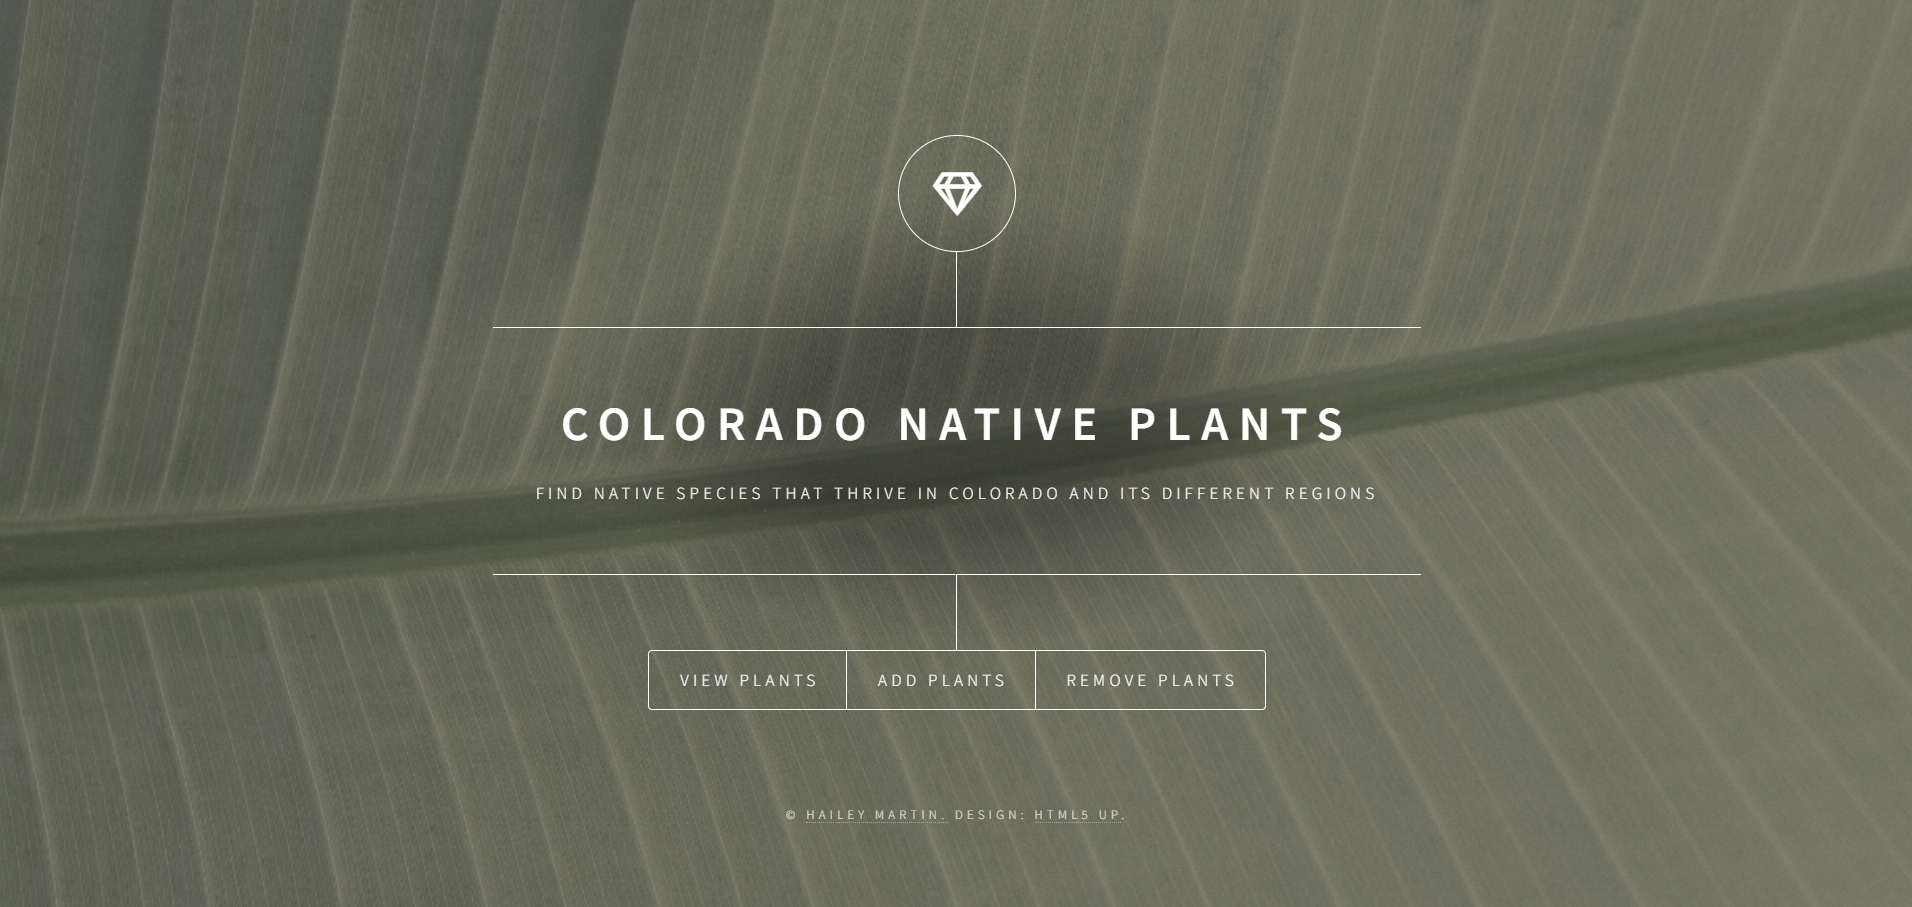 COLORADO NATIVE PLANTS
FIND NATIVE SPECIES THAT THRIVE IN COLORADO AND ITS DIFFERENT REGIONS
VIEW PLANTS ADD PLANTS REMOVE PLANTS
© HAILEY MARTIN. DESIGN: HTML5 UP.